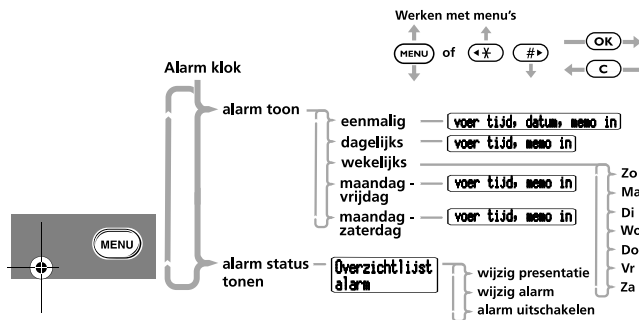 Werken met menu's
MENU of ◂* #▸ OK
C
Alarm klok
alarm toon
eenmalig voer tijd, datum, memo in
dagelijks voer tijd, memo in
wekelijks
Zo
Ma
Di
Wo
Do
Vr
Za
maandag - vrijdag voer tijd, memo in
maandag - zaterdag voer tijd, memo in
MENU
alarm status
tonen
Overzichtlijst
alarm
wijzig presentatie
wijzig alarm
alarm uitschakelen